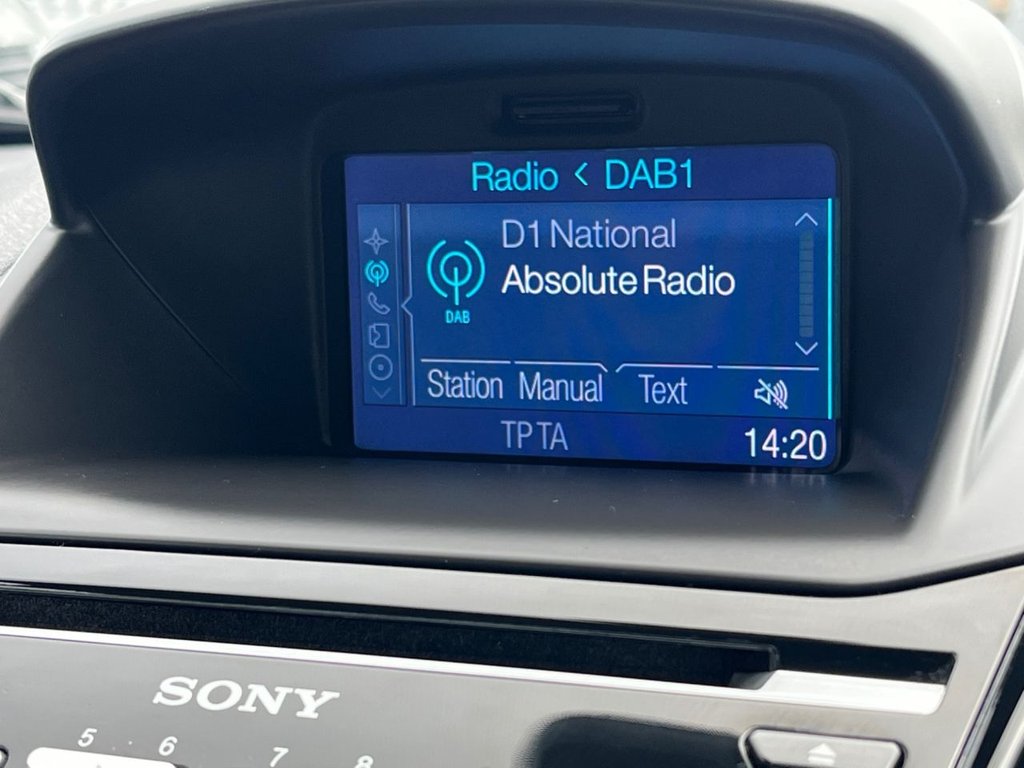 Radio < DAB1
D1 National
Absolute Radio
DAB
Station Manual Text
TP TA 14:20
SONY
5 6 7 8